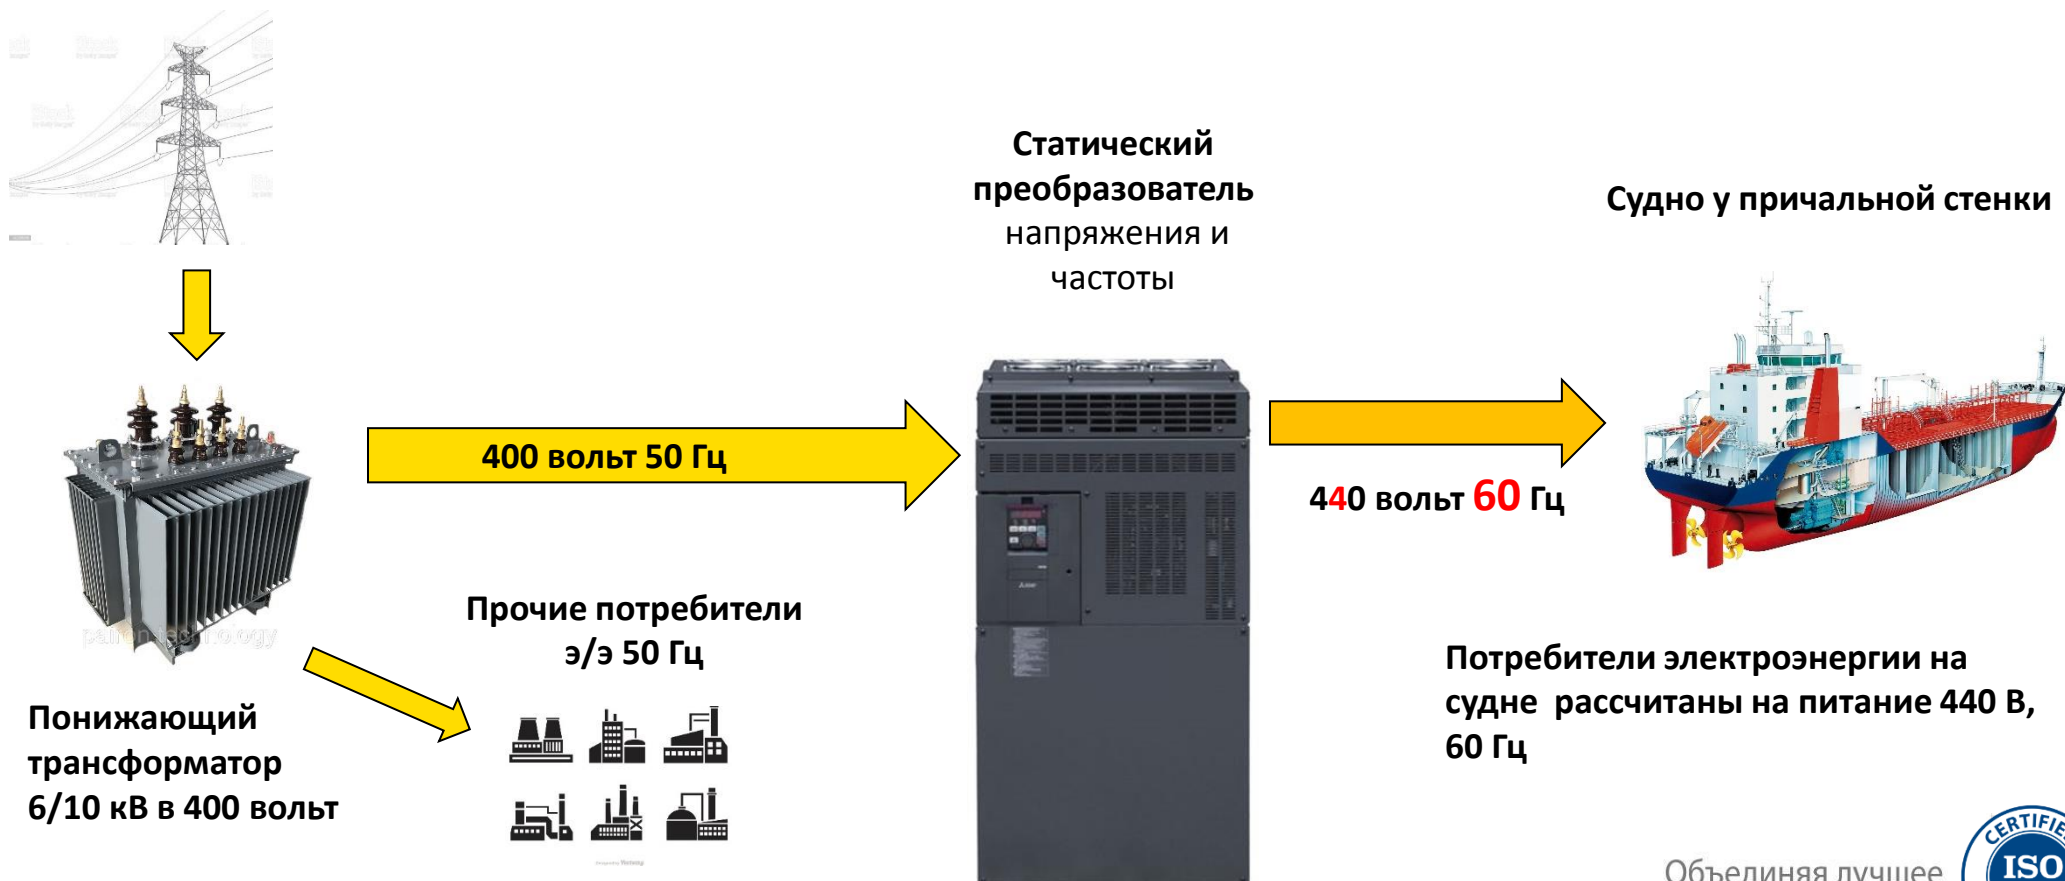 Статический
преобразователь
напряжения и
частоты
Судно у причальной стенки
400 вольт 50 Гц
440 вольт 60 Гц
Прочие потребители
э/э 50 Гц
Потребители электроэнергии на
судне рассчитаны на питание 440 В,
60 Гц
Понижающий
трансформатор
6/10 кВ в 400 вольт
Объединяя лучшее
CERTIFIE
ISO